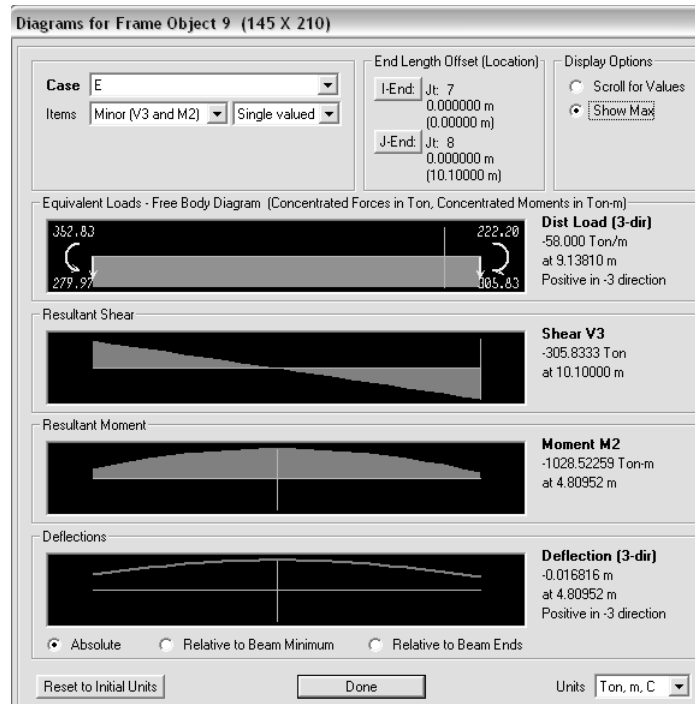 Diagrams for Frame Object 9 (145 X 210)
Case E
Items Minor (V3 and M2) Single valued
End Length Offset (Location)
I-End: Jt: 7
0.000000 m
(0.00000 m)
J-End: Jt: 8
0.000000 m
(10.10000 m)
Display Options
Scroll for Values
Show Max
Equivalent Loads - Free Body Diagram (Concentrated Forces in Ton, Concentrated Moments in Ton-m)
352.83 222.20
279.97 305.83
Dist Load (3-dir)
-58.000 Ton/m
at 9.13810 m
Positive in -3 direction
Resultant Shear
Shear V3
-305.8333 Ton
at 10.10000 m
Resultant Moment
Moment M2
-1028.52259 Ton-m
at 4.80952 m
Deflections
Deflection (3-dir)
-0.016816 m
at 4.80952 m
Positive in -3 direction
Absolute Relative to Beam Minimum Relative to Beam Ends
Reset to Initial Units Done Units Ton, m, C